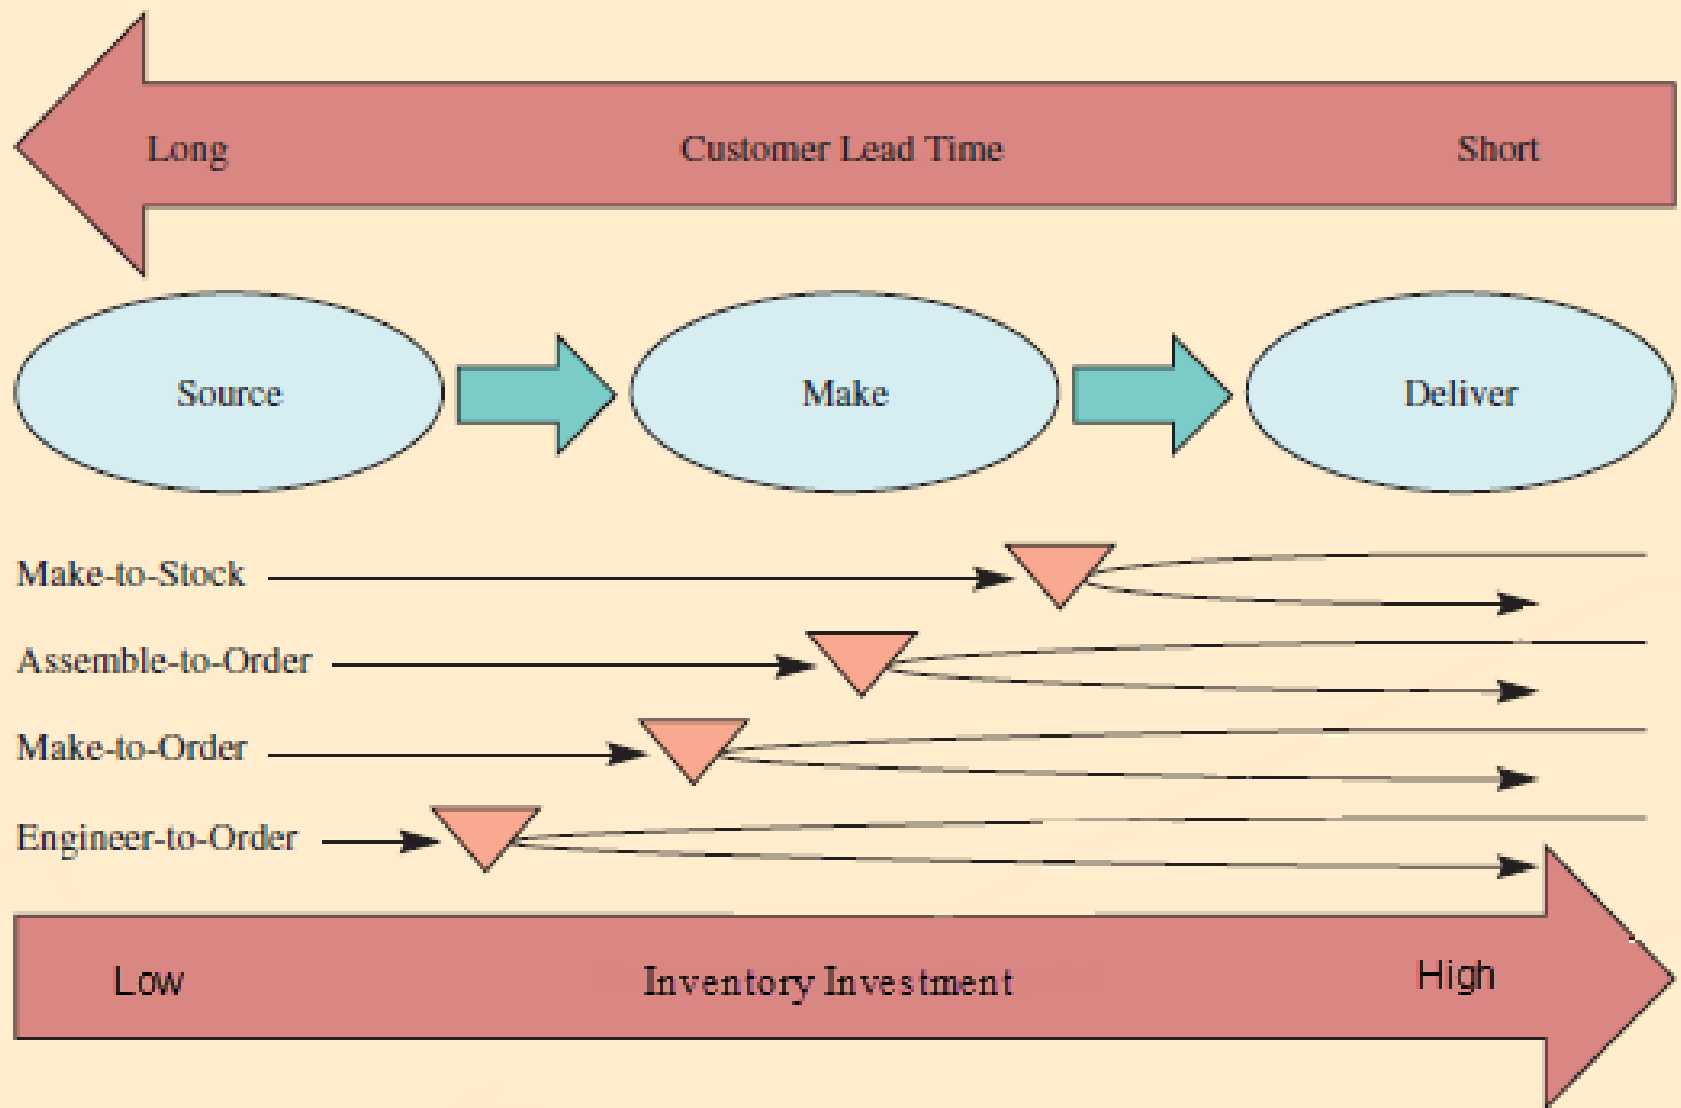 Long Customer Lead Time Short
Source Make Deliver
Make-to-Stock
Assemble-to-Order
Make-to-Order
Engineer-to-Order
Low Inventory Investment High